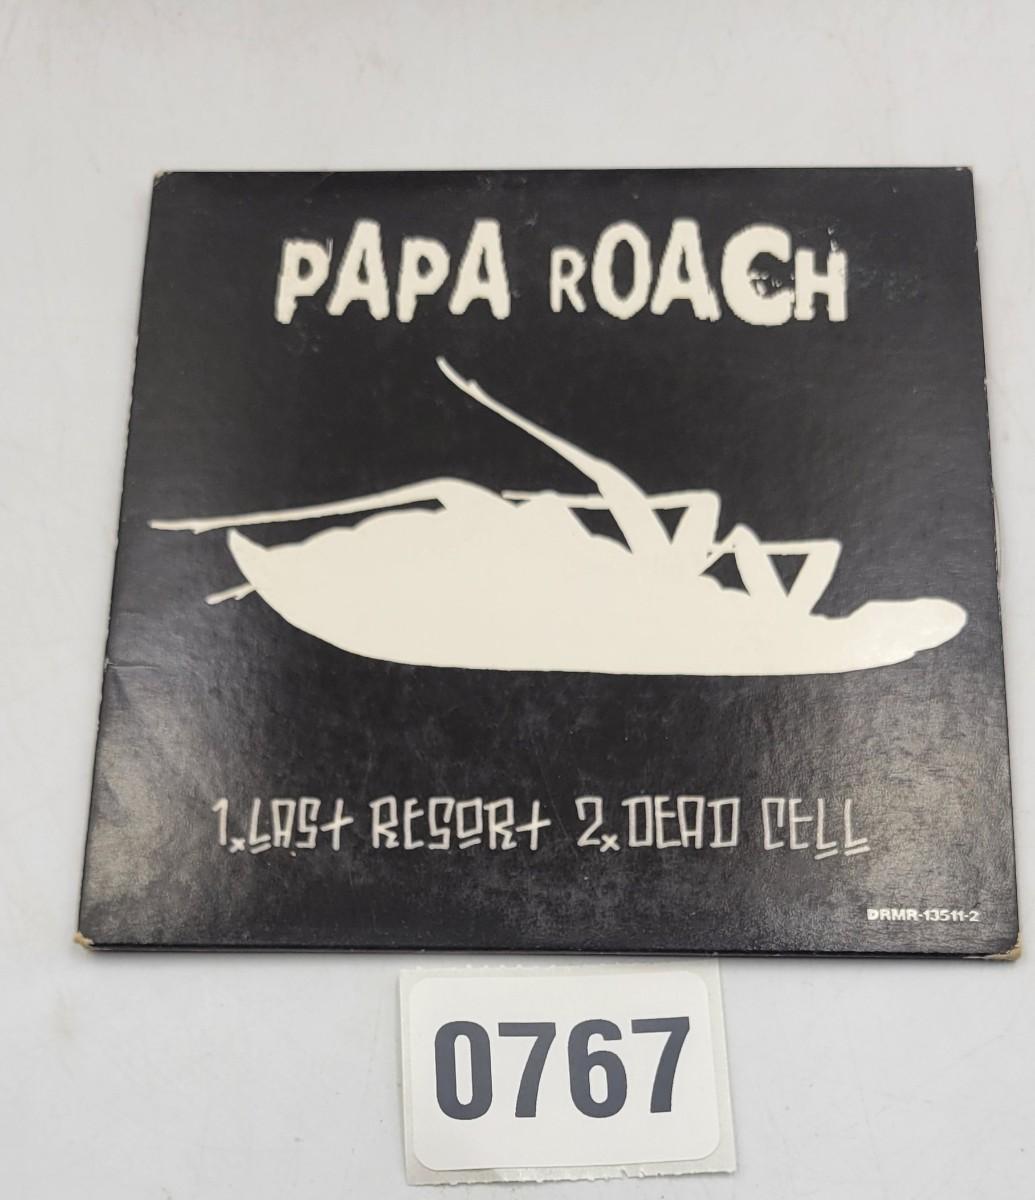 PAPA ROACH
1. LAST RESORT 2. DEAD CELL
DRMR-13511-2
0767